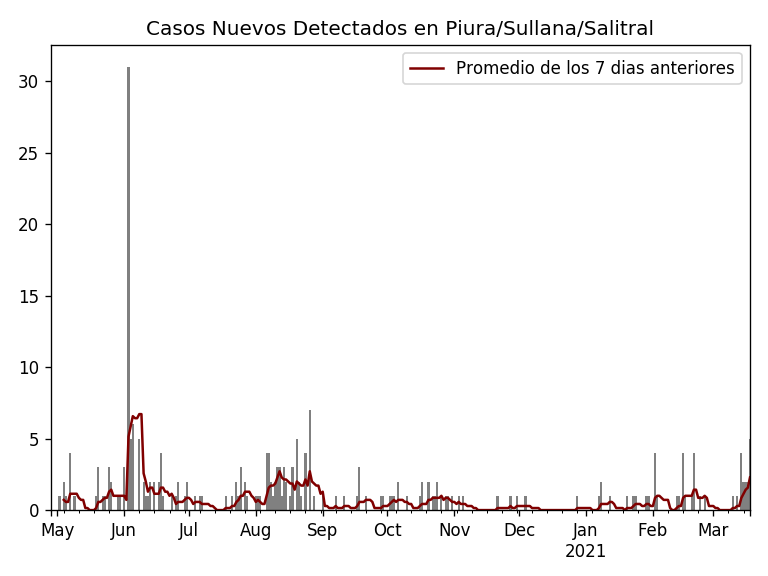 Casos Nuevos Detectados en Piura/Sullana/Salitral
Promedio de los 7 dias anteriores
30
25
20
15
10
5
0
May Jun Jul Aug Sep Oct Nov Dec Jan Feb Mar
2021